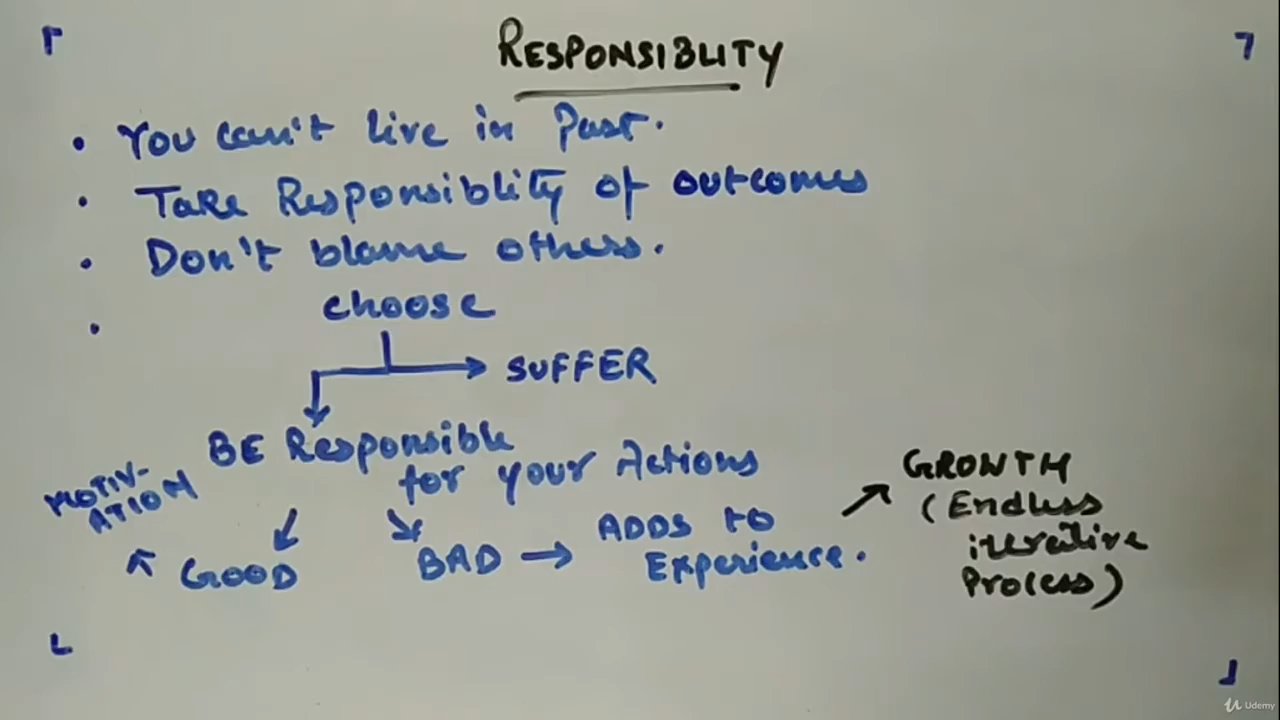 RESPONSIBLITY
• You can't live in Past.
• Take Responsiblity of outcomes
• Don't blame others.
•
choose
SUFFER
BE Responsible
for your Actions
MOTIV-
ATION
GOOD
BAD → ADDS to
Experience.
GROWTH
(Endless
iterative
Process)
Udemy